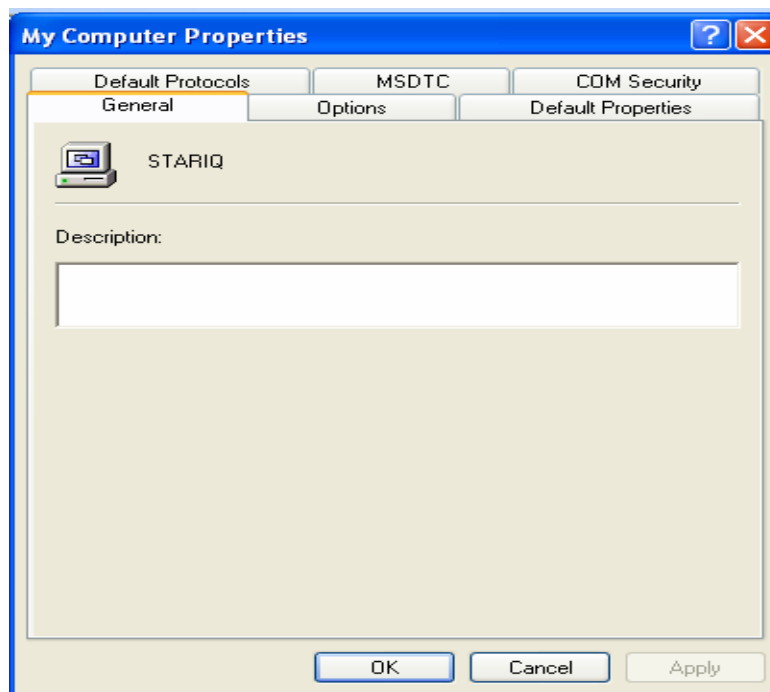 My Computer Properties
Default Protocols MSDTC COM Security
General Options Default Properties
STARIQ
Description:
OK Cancel Apply